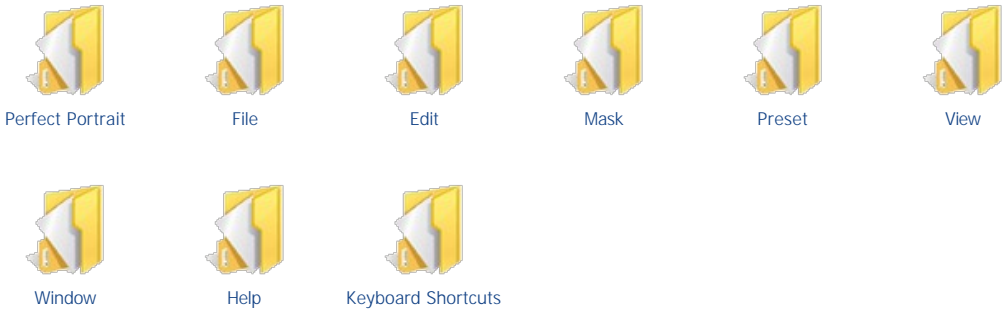 Perfect Portrait
File
Edit
Mask
Preset
View
Window
Help
Keyboard Shortcuts